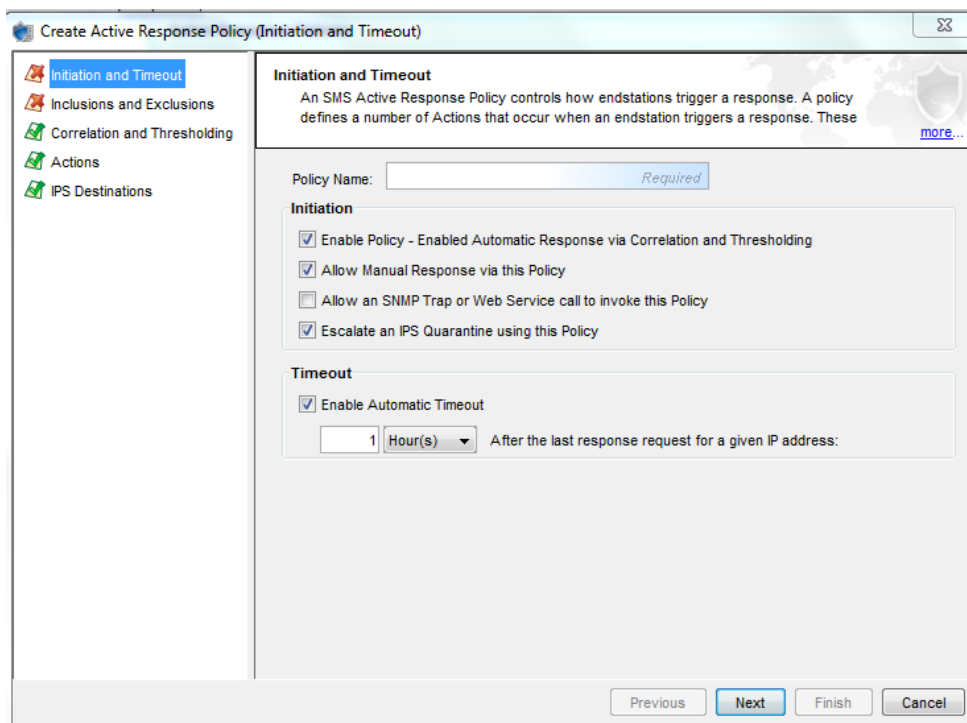 Create Active Response Policy (Initiation and Timeout)
Initiation and Timeout
Inclusions and Exclusions
Correlation and Thresholding
Actions
IPS Destinations
Initiation and Timeout
An SMS Active Response Policy controls how endstations trigger a response. A policy
defines a number of Actions that occur when an endstation triggers a response. These
more...
Policy Name: Required
Initiation
Enable Policy - Enabled Automatic Response via Correlation and Thresholding
Allow Manual Response via this Policy
Allow an SNMP Trap or Web Service call to invoke this Policy
Escalate an IPS Quarantine using this Policy
Timeout
Enable Automatic Timeout
1 Hour(s) After the last response request for a given IP address:
Previous Next Finish Cancel